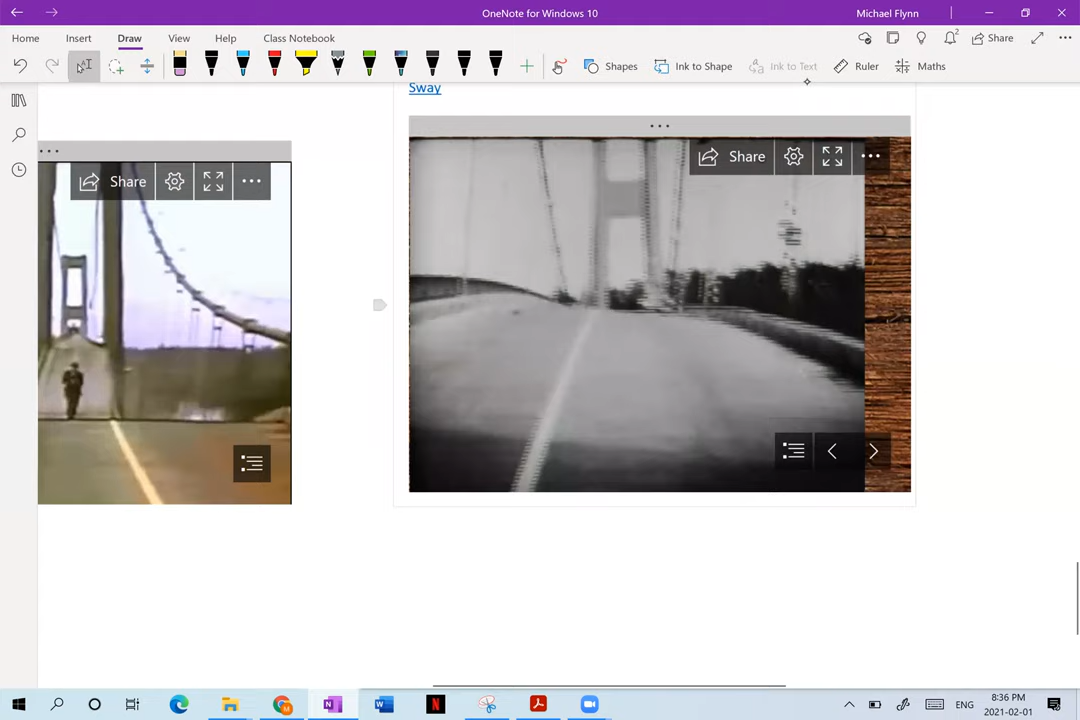 OneNote for Windows 10
Michael Flynn
Home Insert Draw View Help Class Notebook
2
Share
Shapes Ink to Shape Ink to Text Ruler Maths
Sway
Share
Share
ENG
8:36 PM
2021-02-01